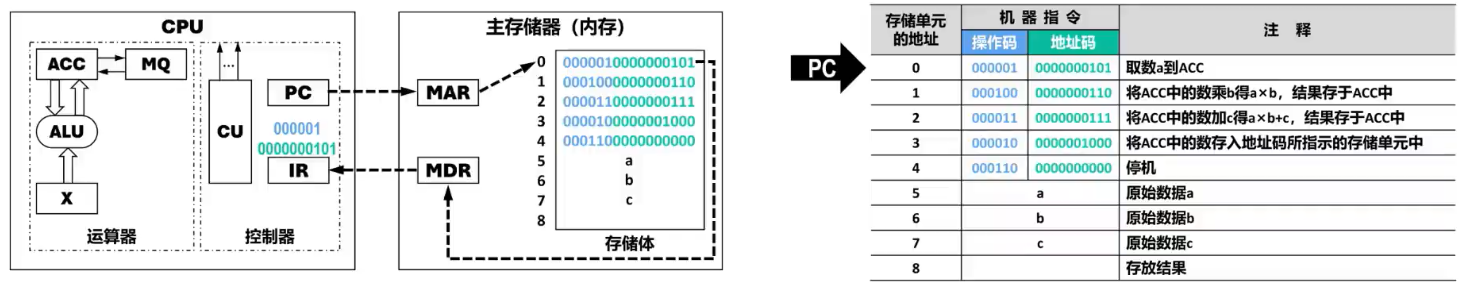 CPU
ACC
MQ
ALU
X
运算器
...
CU
PC
000001
0000000101
IR
控制器
主存储器（内存）
MAR
MDR
0 0000010000000101
1 0001000000000110
2 0000110000000111
3 0000100000001000
4 0001100000000000
5 a
6 b
7 c
8
存储体
PC
存储单元的地址 机器指令 注释
操作码 地址码
0 000001 0000000101 取数a到ACC
1 000100 0000000110 将ACC中的数乘b得a×b，结果存于ACC中
2 000011 0000000111 将ACC中的数加c得a×b+c，结果存于ACC中
3 000010 0000001000 将ACC中的数存入地址码所指示的存储单元中
4 000110 0000000000 停机
5 a 原始数据a
6 b 原始数据b
7 c 原始数据c
8 存放结果